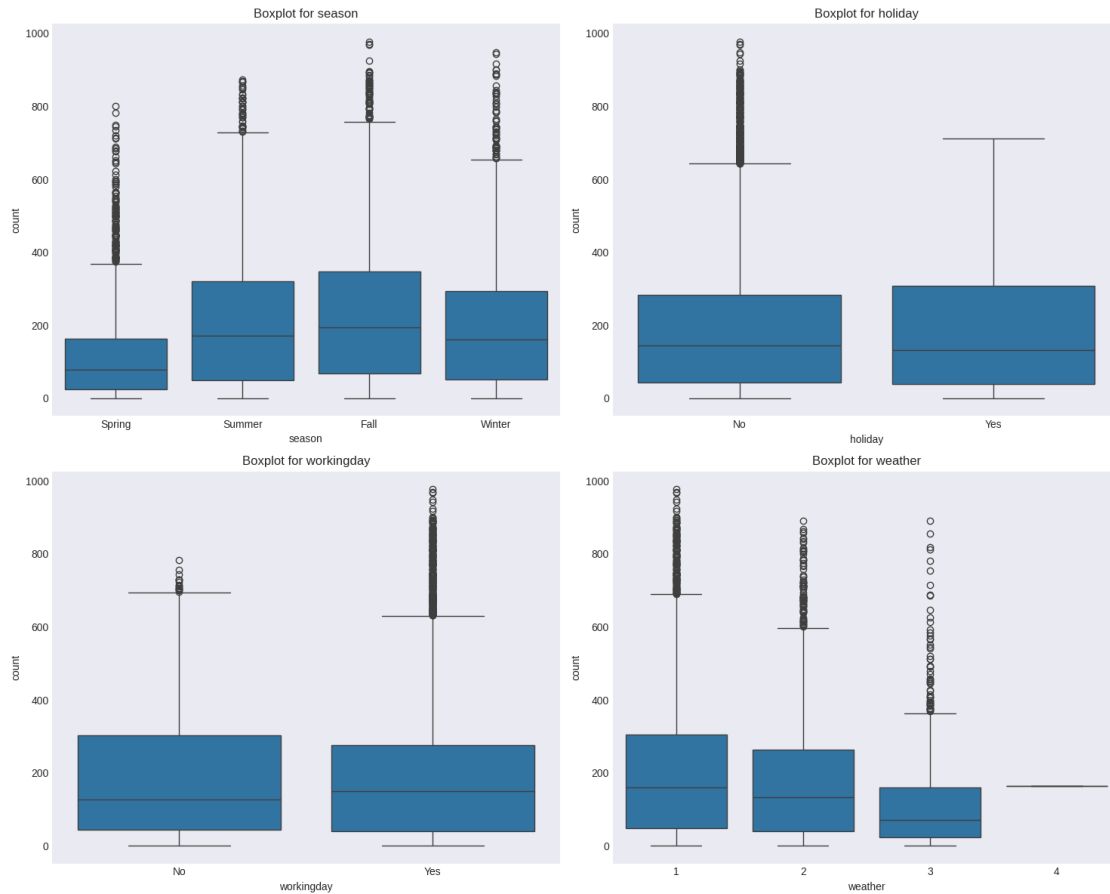 Boxplot for season
1000
800
600
400
200
0
count
Spring Summer Fall Winter
season
Boxplot for holiday
1000
800
600
400
200
0
count
No Yes
holiday
Boxplot for workingday
1000
800
600
400
200
0
count
No Yes
workingday
Boxplot for weather
1000
800
600
400
200
0
count
1 2 3 4
weather